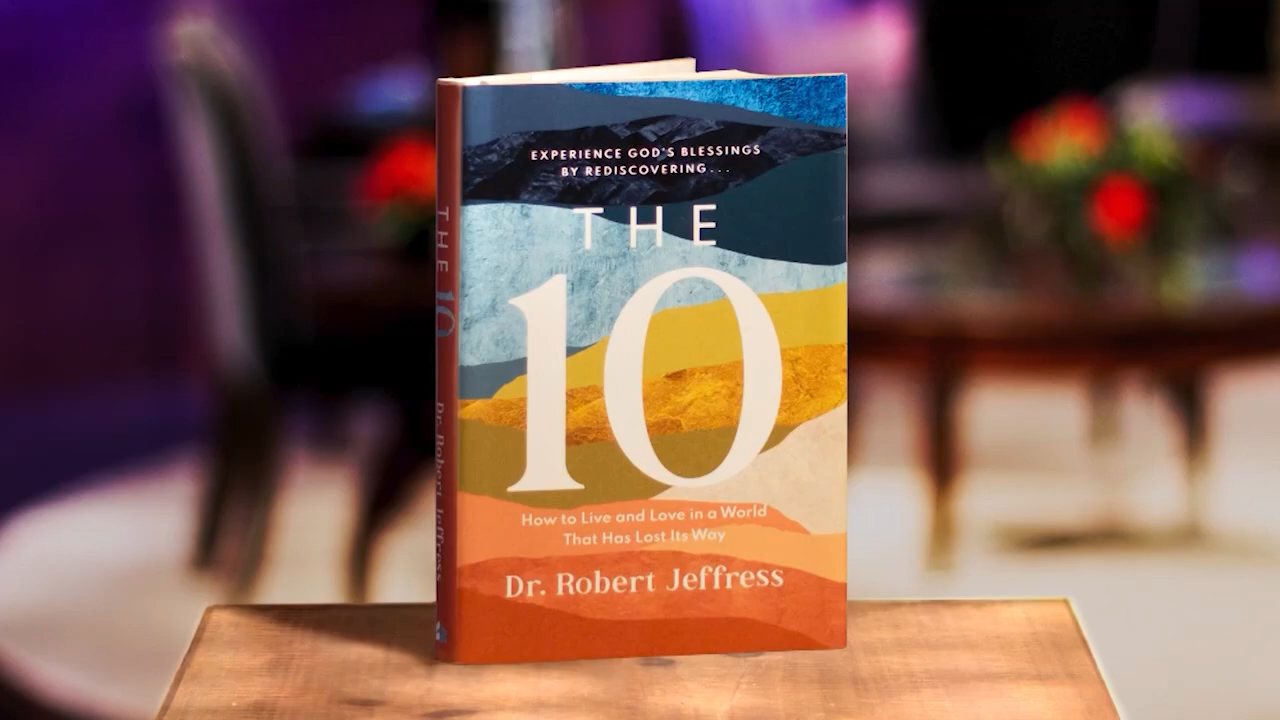 EXPERIENCE GOD'S BLESSINGS
BY REDISCOVERING...
THE
10
How to Live and Love in a World
That Has Lost Its Way
Dr. Robert Jeffress
THE 10 Dr. Robert Jeffress